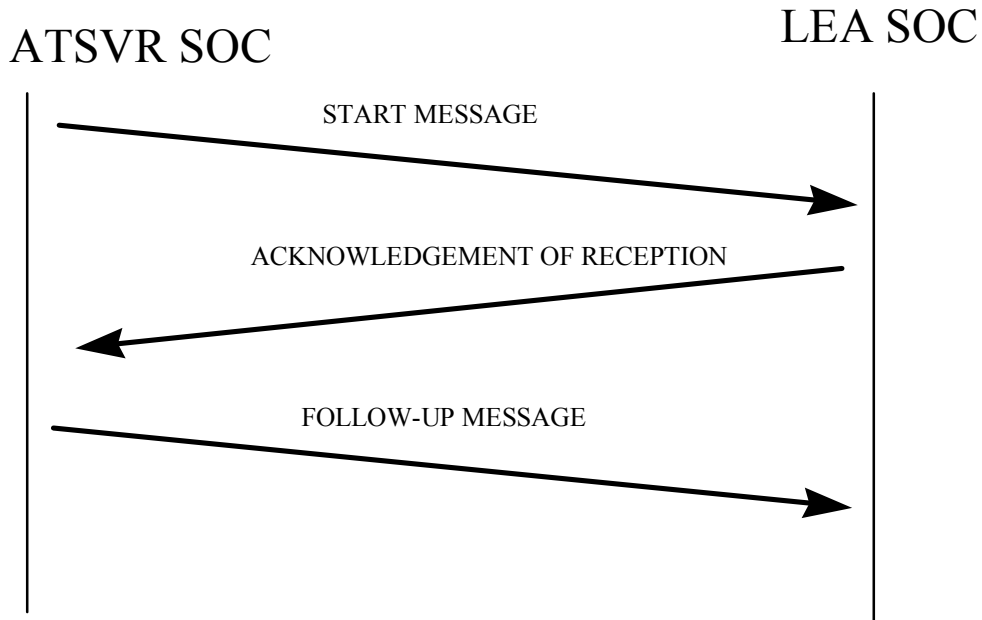 ATSVR SOC
LEA SOC
START MESSAGE
ACKNOWLEDGEMENT OF RECEPTION
FOLLOW-UP MESSAGE